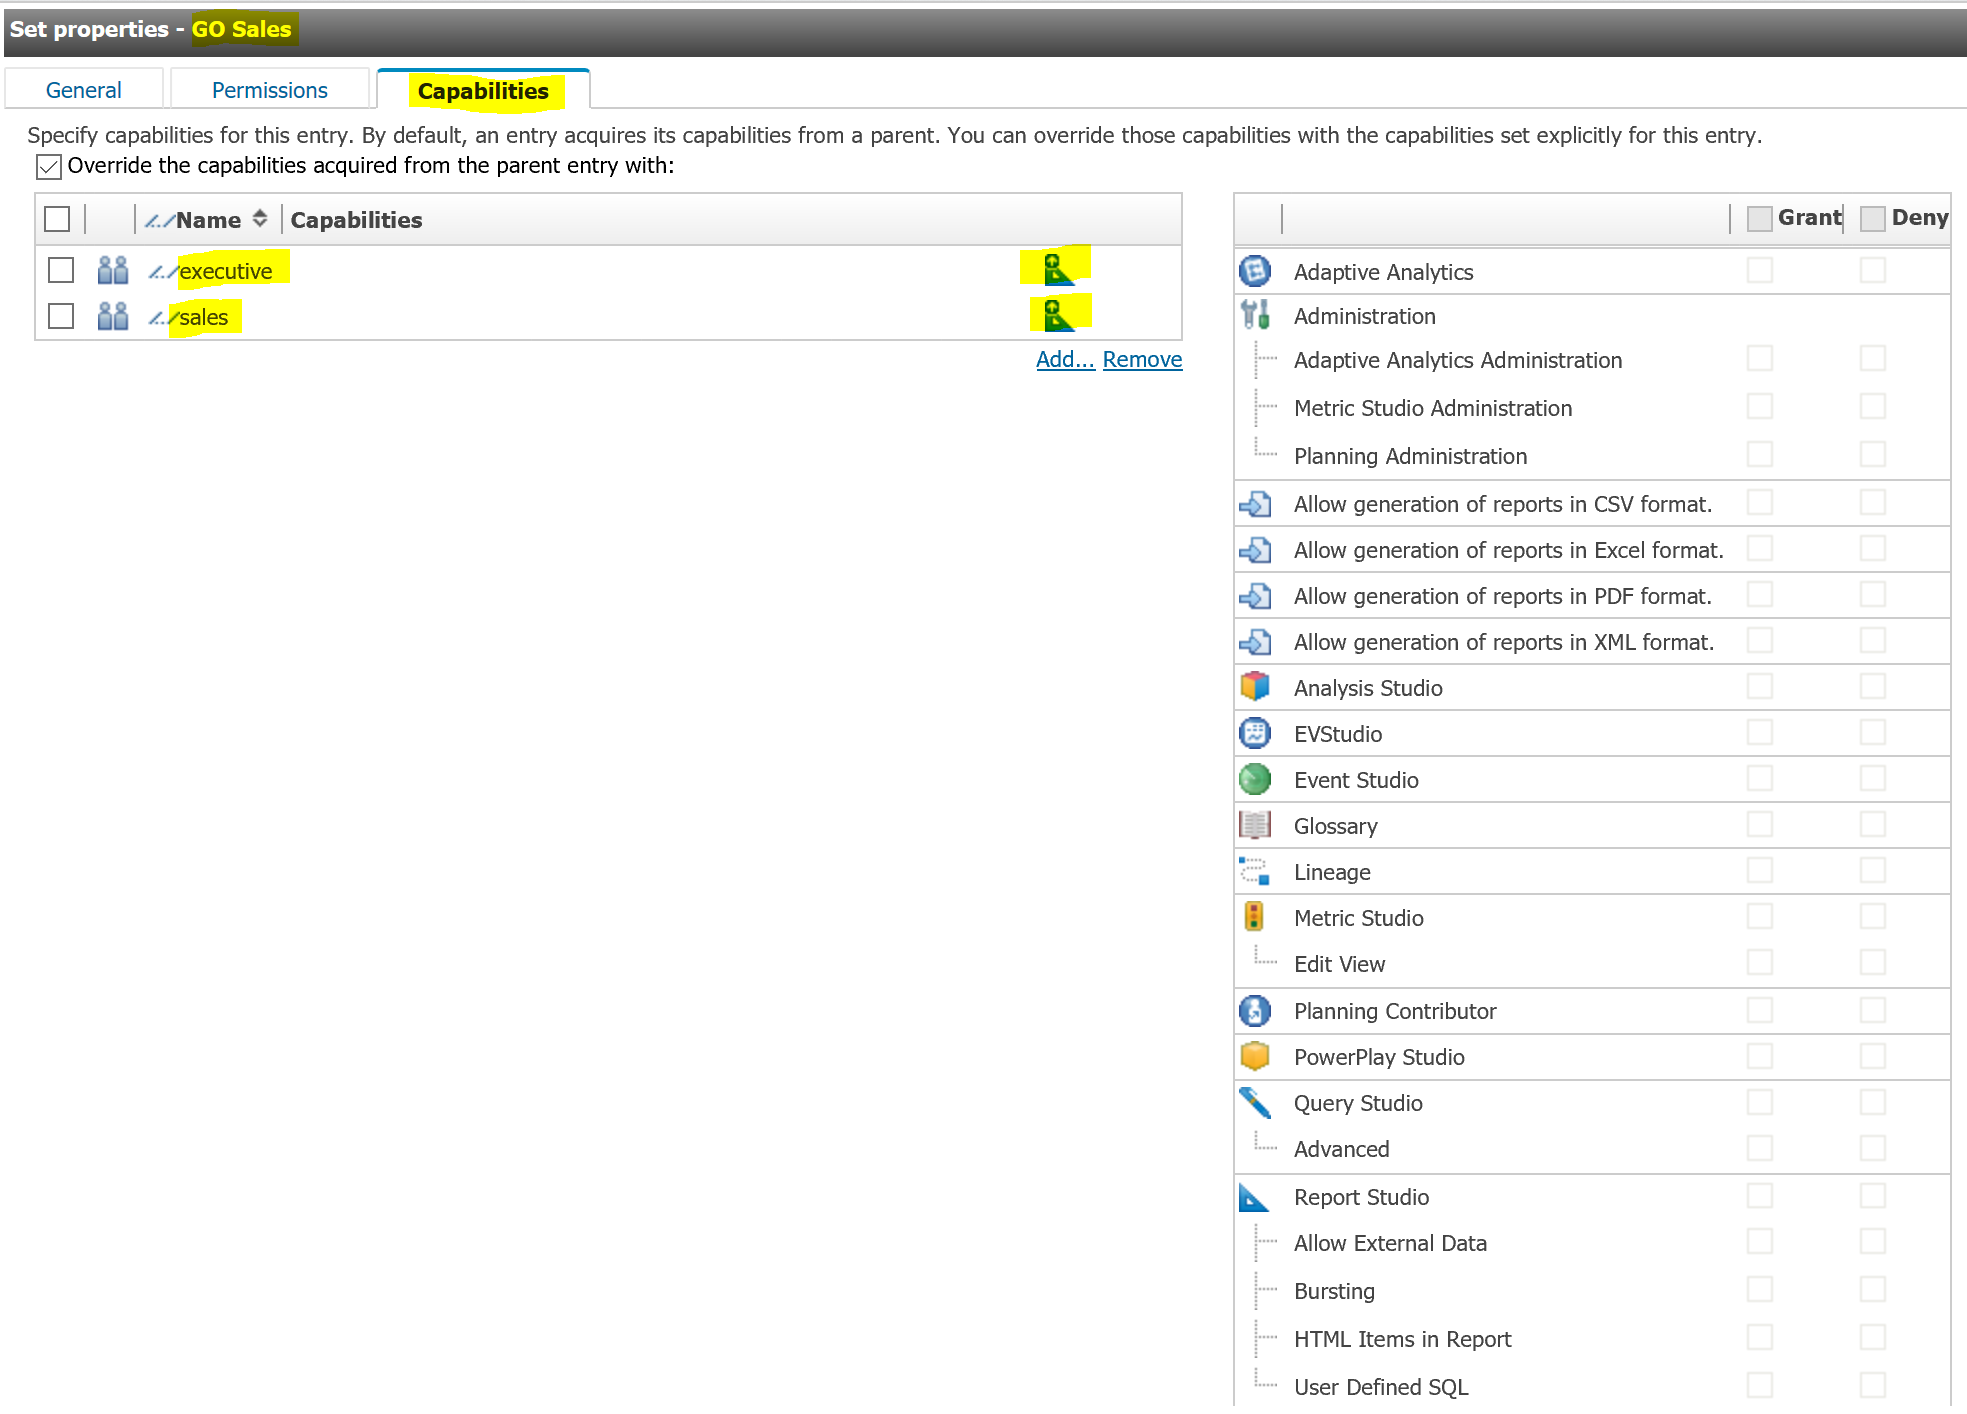 Set properties - GO Sales
General
Permissions
Capabilities
Specify capabilities for this entry. By default, an entry acquires its capabilities from a parent. You can override those capabilities with the capabilities set explicitly for this entry.
Override the capabilities acquired from the parent entry with:
Name
Capabilities
executive
sales
Add...
Remove
Grant
Deny
Adaptive Analytics
Administration
Adaptive Analytics Administration
Metric Studio Administration
Planning Administration
Allow generation of reports in CSV format.
Allow generation of reports in Excel format.
Allow generation of reports in PDF format.
Allow generation of reports in XML format.
Analysis Studio
EVStudio
Event Studio
Glossary
Lineage
Metric Studio
Edit View
Planning Contributor
PowerPlay Studio
Query Studio
Advanced
Report Studio
Allow External Data
Bursting
HTML Items in Report
User Defined SQL